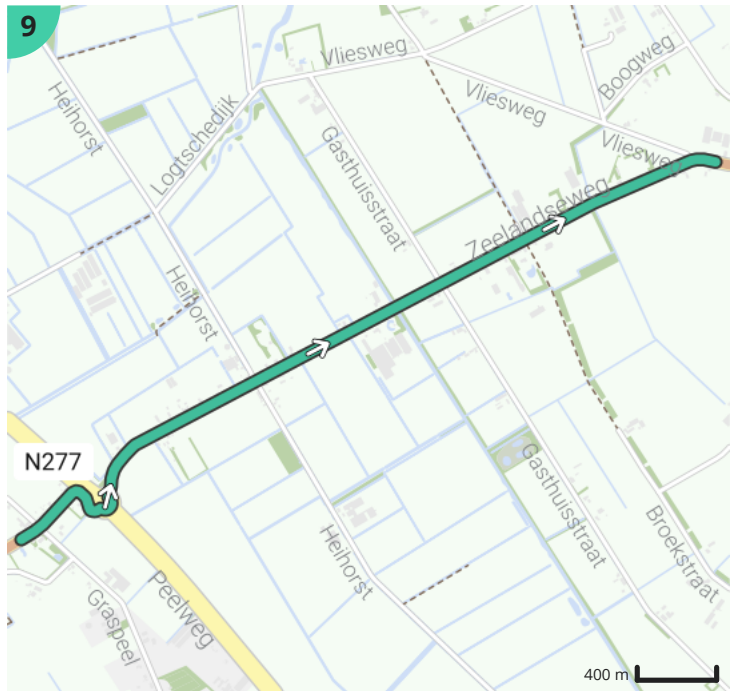 9
Vliesweg
Boogweg
Heihorst
Vliesweg
Logtschedijk
Gasthuisstraat
Vliesweg
Zeelandseweg
Heihorst
N277
Gasthuisstraat
Heihorst
Broekstraat
Peelweg
Graspeel
400 m